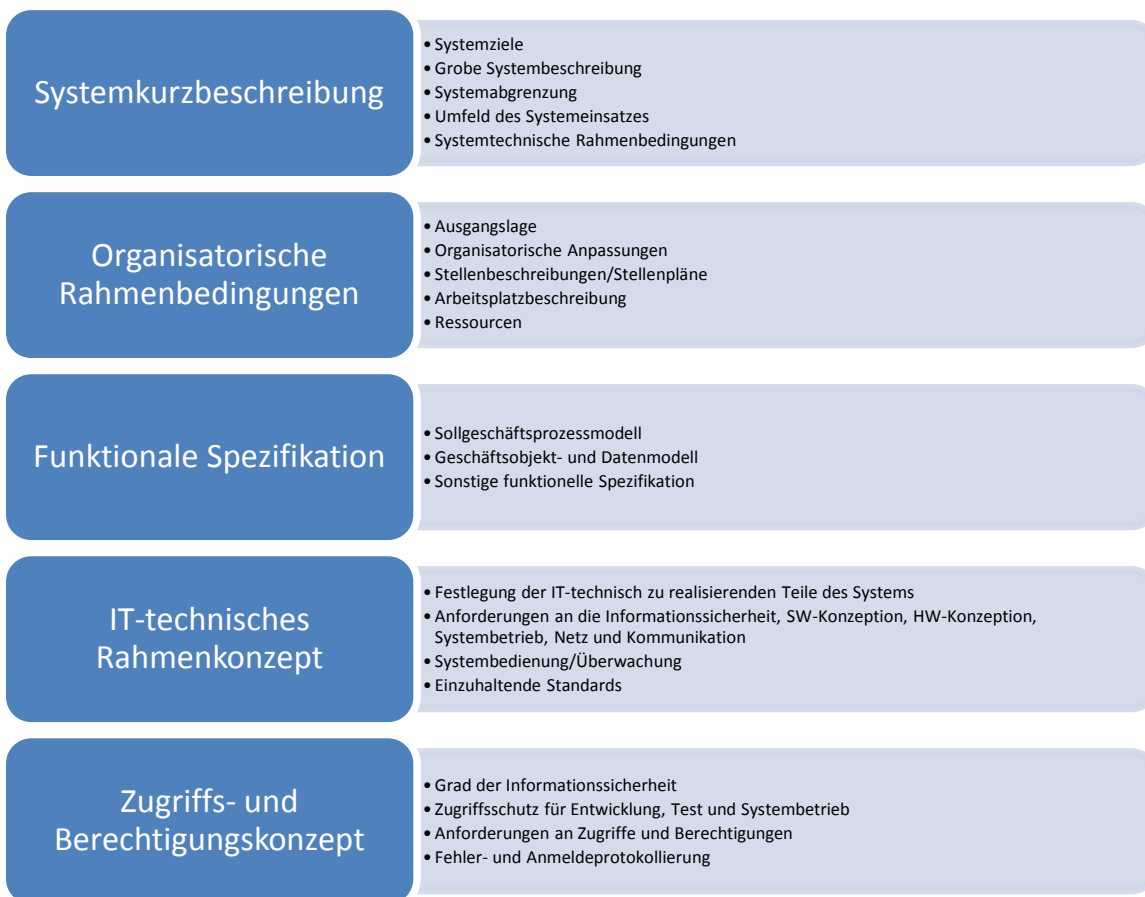 Systemkurzbeschreibung
• Systemziele
• Grobe Systembeschreibung
• Systemabgrenzung
• Umfeld des Systemeinsatzes
• Systemtechnische Rahmenbedingungen
Organisatorische
Rahmenbedingungen
• Ausgangslage
• Organisatorische Anpassungen
• Stellenbeschreibungen/Stellenpläne
• Arbeitsplatzbeschreibung
• Ressourcen
Funktionale Spezifikation
• Sollgeschäftsprozessmodell
• Geschäftsobjekt- und Datenmodell
• Sonstige funktionelle Spezifikation
IT-technisches
Rahmenkonzept
• Festlegung der IT-technisch zu realisierenden Teile des Systems
• Anforderungen an die Informationssicherheit, SW-Konzeption, HW-Konzeption,
Systembetrieb, Netz und Kommunikation
• Systembedienung/Überwachung
• Einzuhaltende Standards
Zugriffs- und
Berechtigungskonzept
• Grad der Informationssicherheit
• Zugriffsschutz für Entwicklung, Test und Systembetrieb
• Anforderungen an Zugriffe und Berechtigungen
• Fehler- und Anmeldeprotokollierung